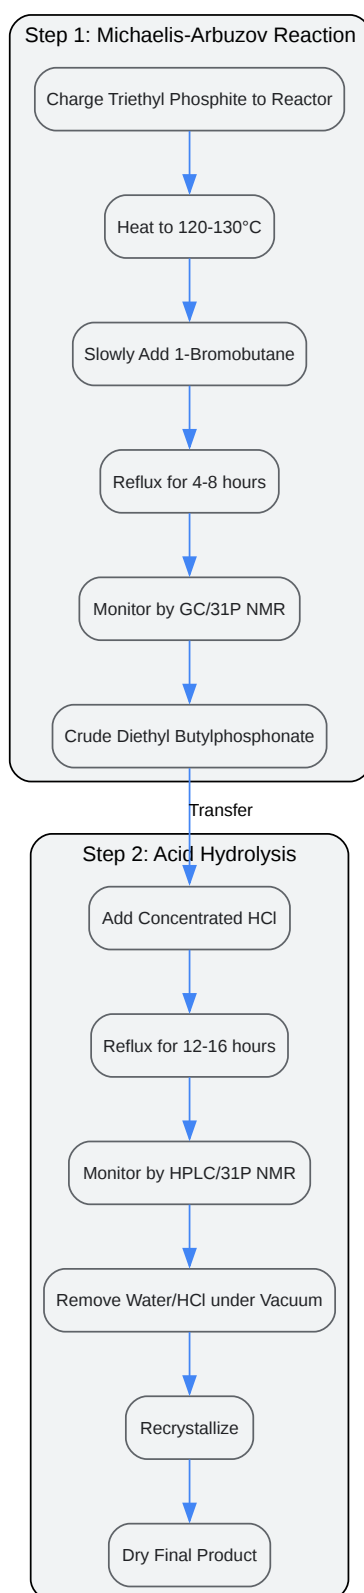 Step 1: Michaelis-Arbuzov Reaction
Charge Triethyl Phosphite to Reactor
Heat to 120-130°C
Slowly Add 1-Bromobutane
Reflux for 4-8 hours
Monitor by GC/31P NMR
Crude Diethyl Butylphosphonate
Transfer
Step 2: Acid Hydrolysis
Add Concentrated HCl
Reflux for 12-16 hours
Monitor by HPLC/31P NMR
Remove Water/HCl under Vacuum
Recrystallize
Dry Final Product